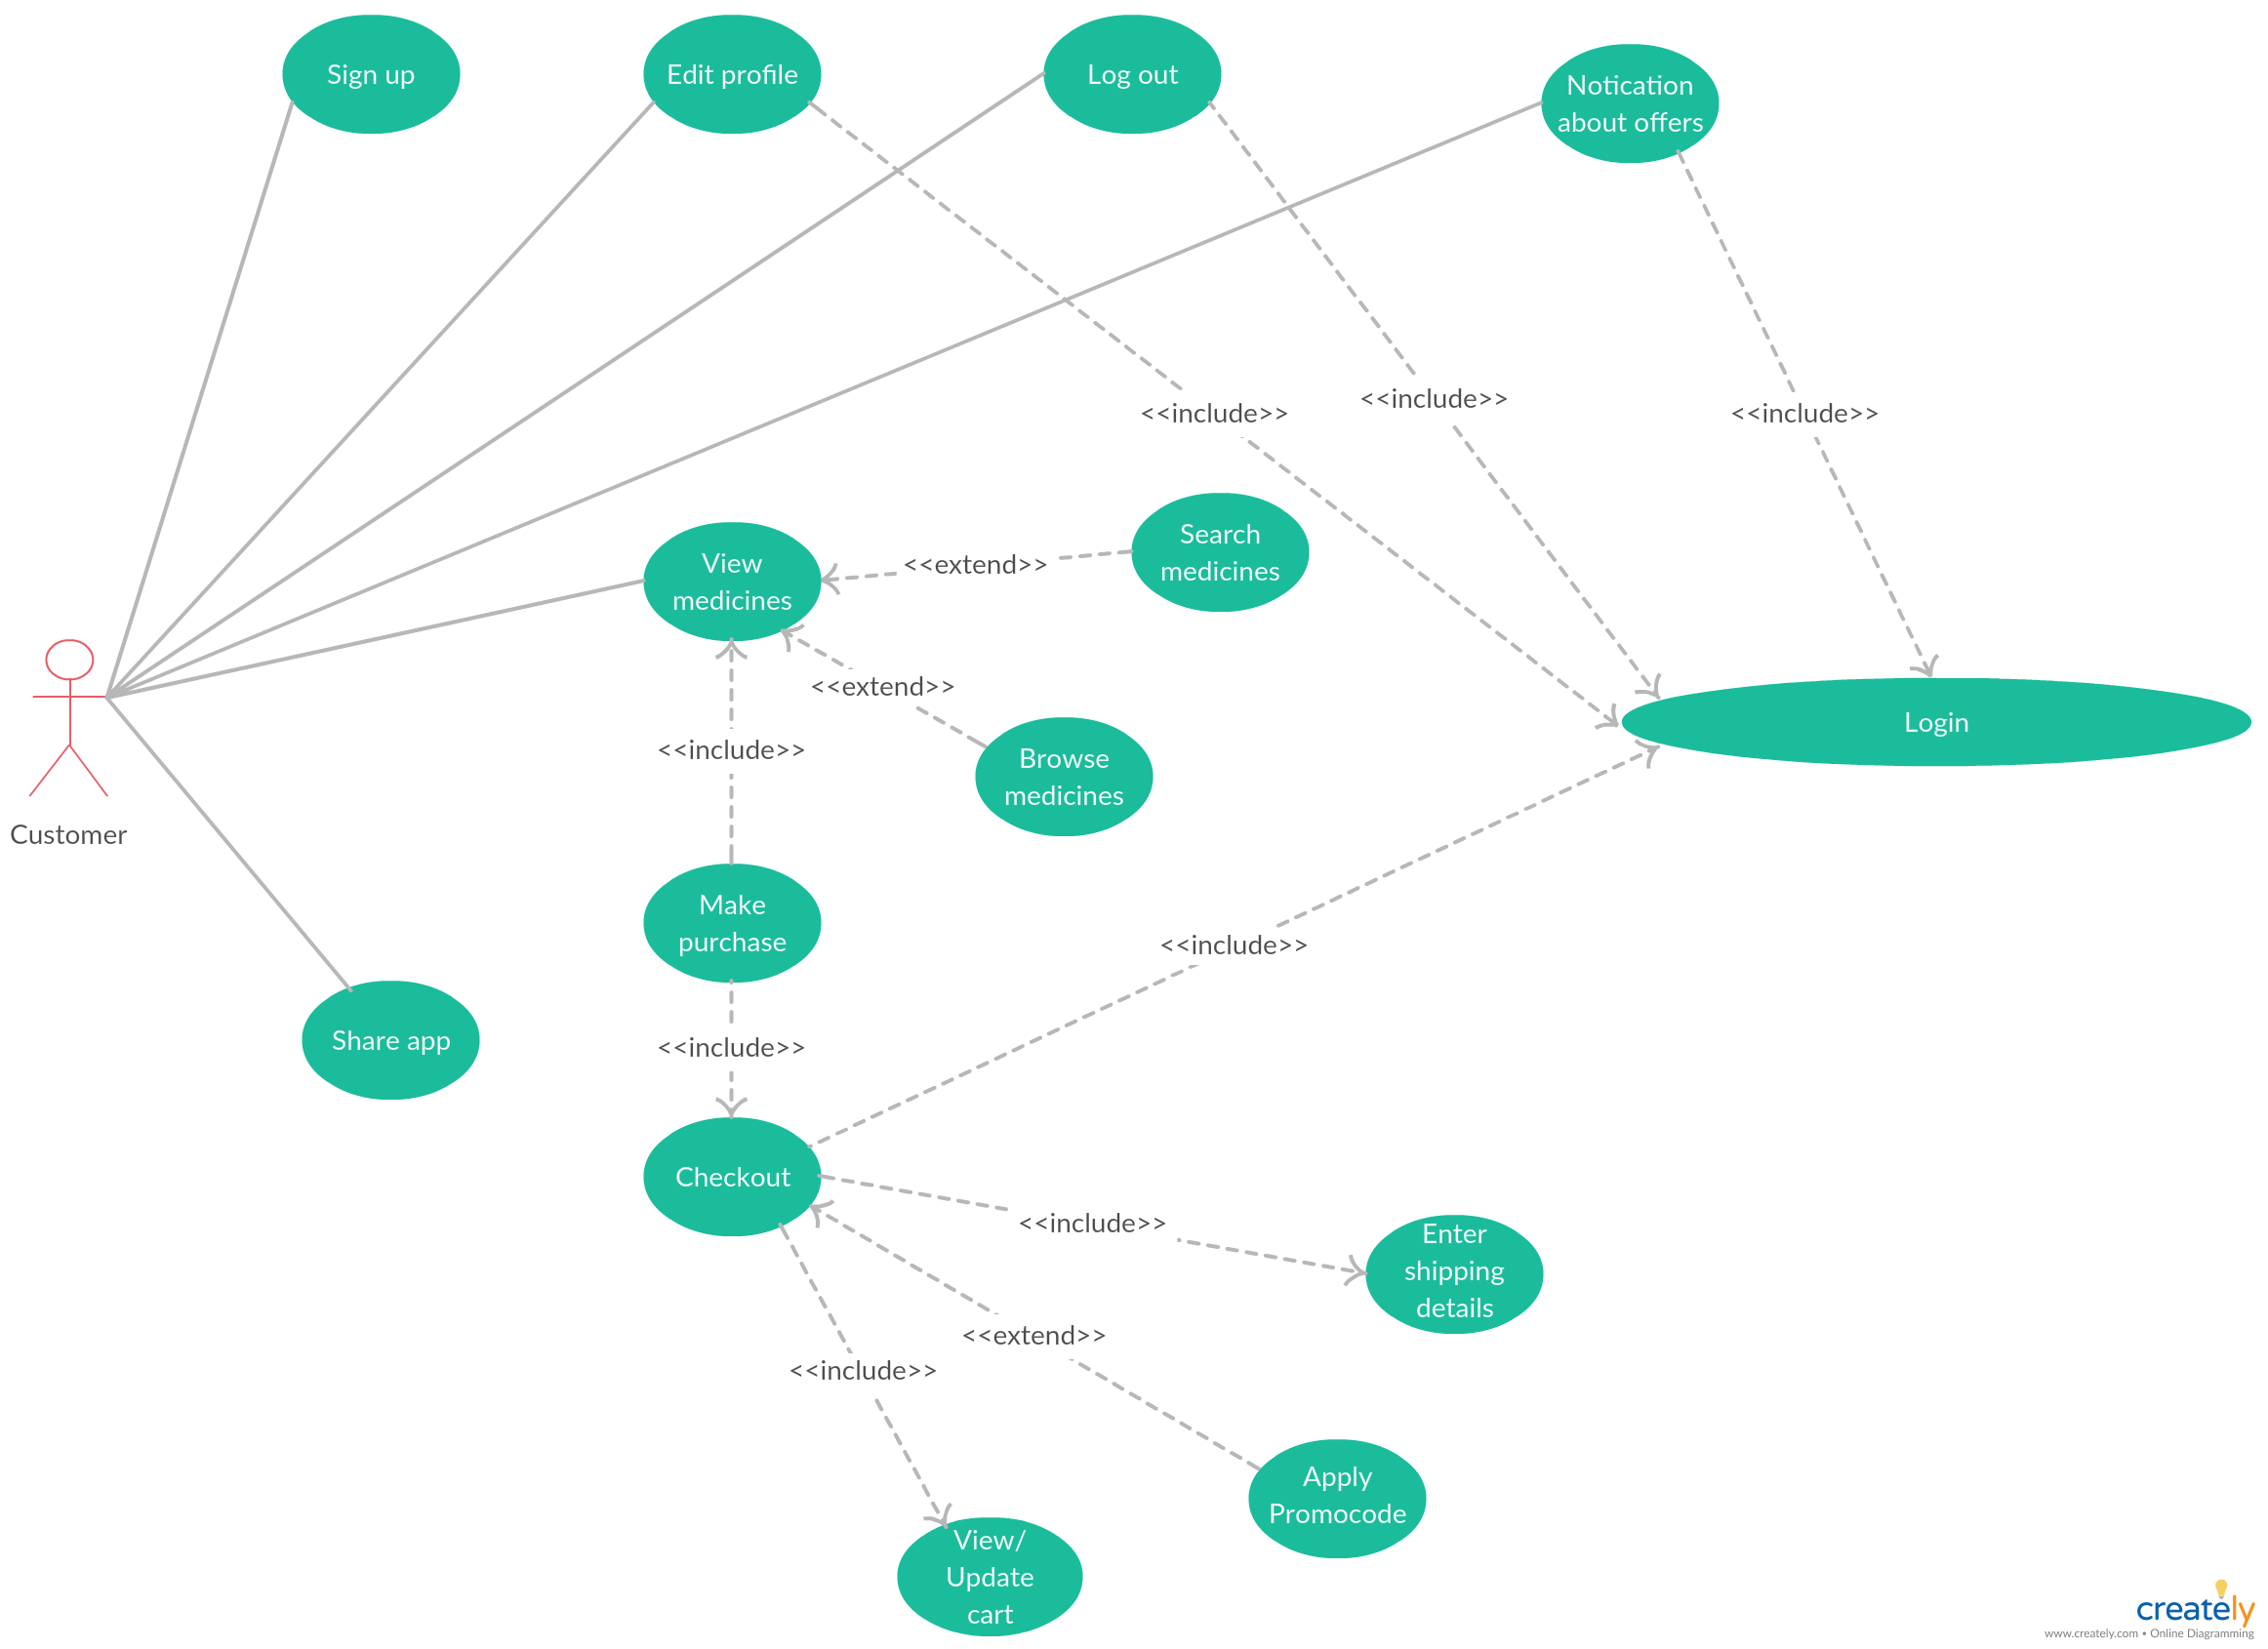 Sign up
Edit profile
Log out
Notication
about offers
<<include>>
<<include>>
<<include>>
Search
medicines
View
medicines
<<extend>>
<<extend>>
Login
<<include>>
Browse
medicines
Customer
Make
purchase
<<include>>
Share app
<<include>>
Checkout
<<include>>
Enter
shipping
details
<<extend>>
<<include>>
Apply
Promocode
View/
Update
cart
creately
www.creately.com • Online Diagramming